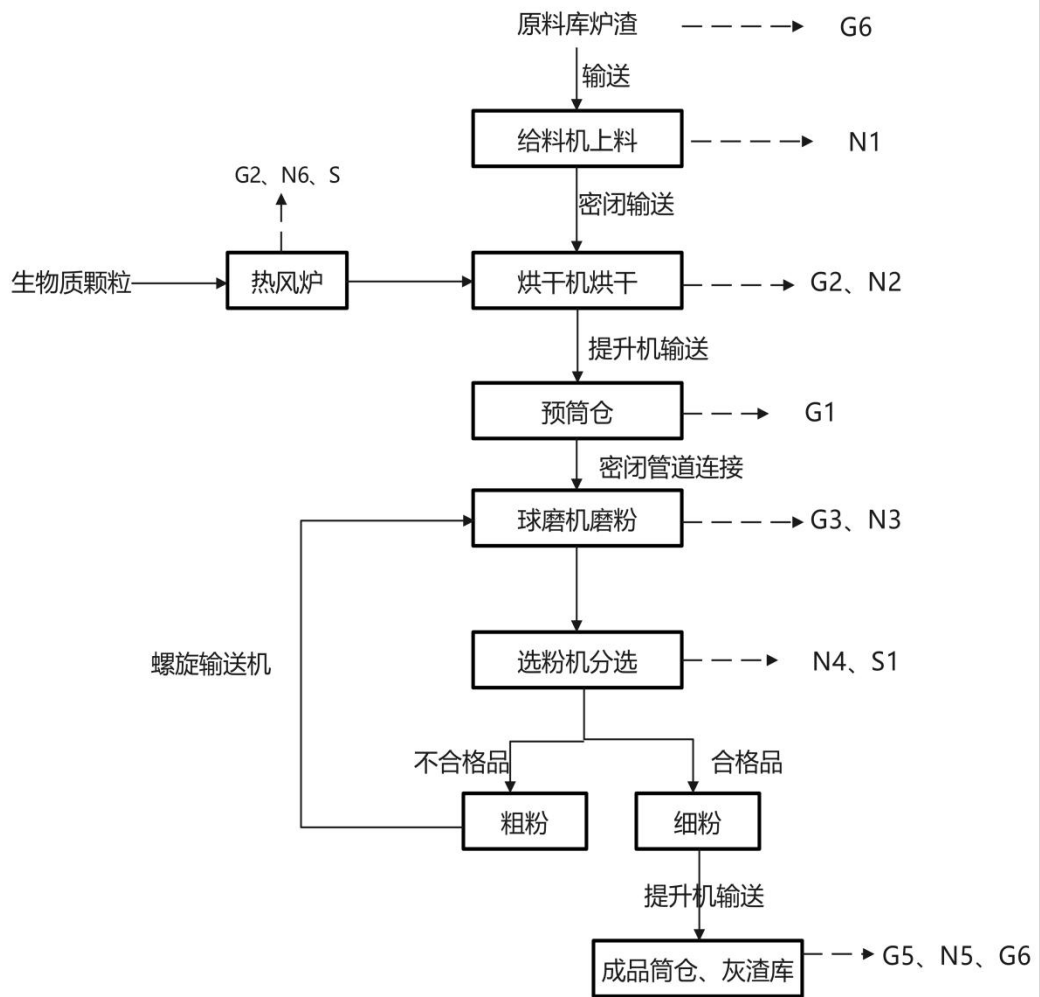 原料库炉渣
G6
输送
给料机上料
N1
G2、N6、S
密闭输送
生物质颗粒
热风炉
烘干机烘干
G2、N2
提升机输送
预筒仓
G1
密闭管道连接
球磨机磨粉
G3、N3
螺旋输送机
选粉机分选
N4、S1
不合格品
合格品
粗粉
细粉
提升机输送
成品筒仓、灰渣库
G5、N5、G6